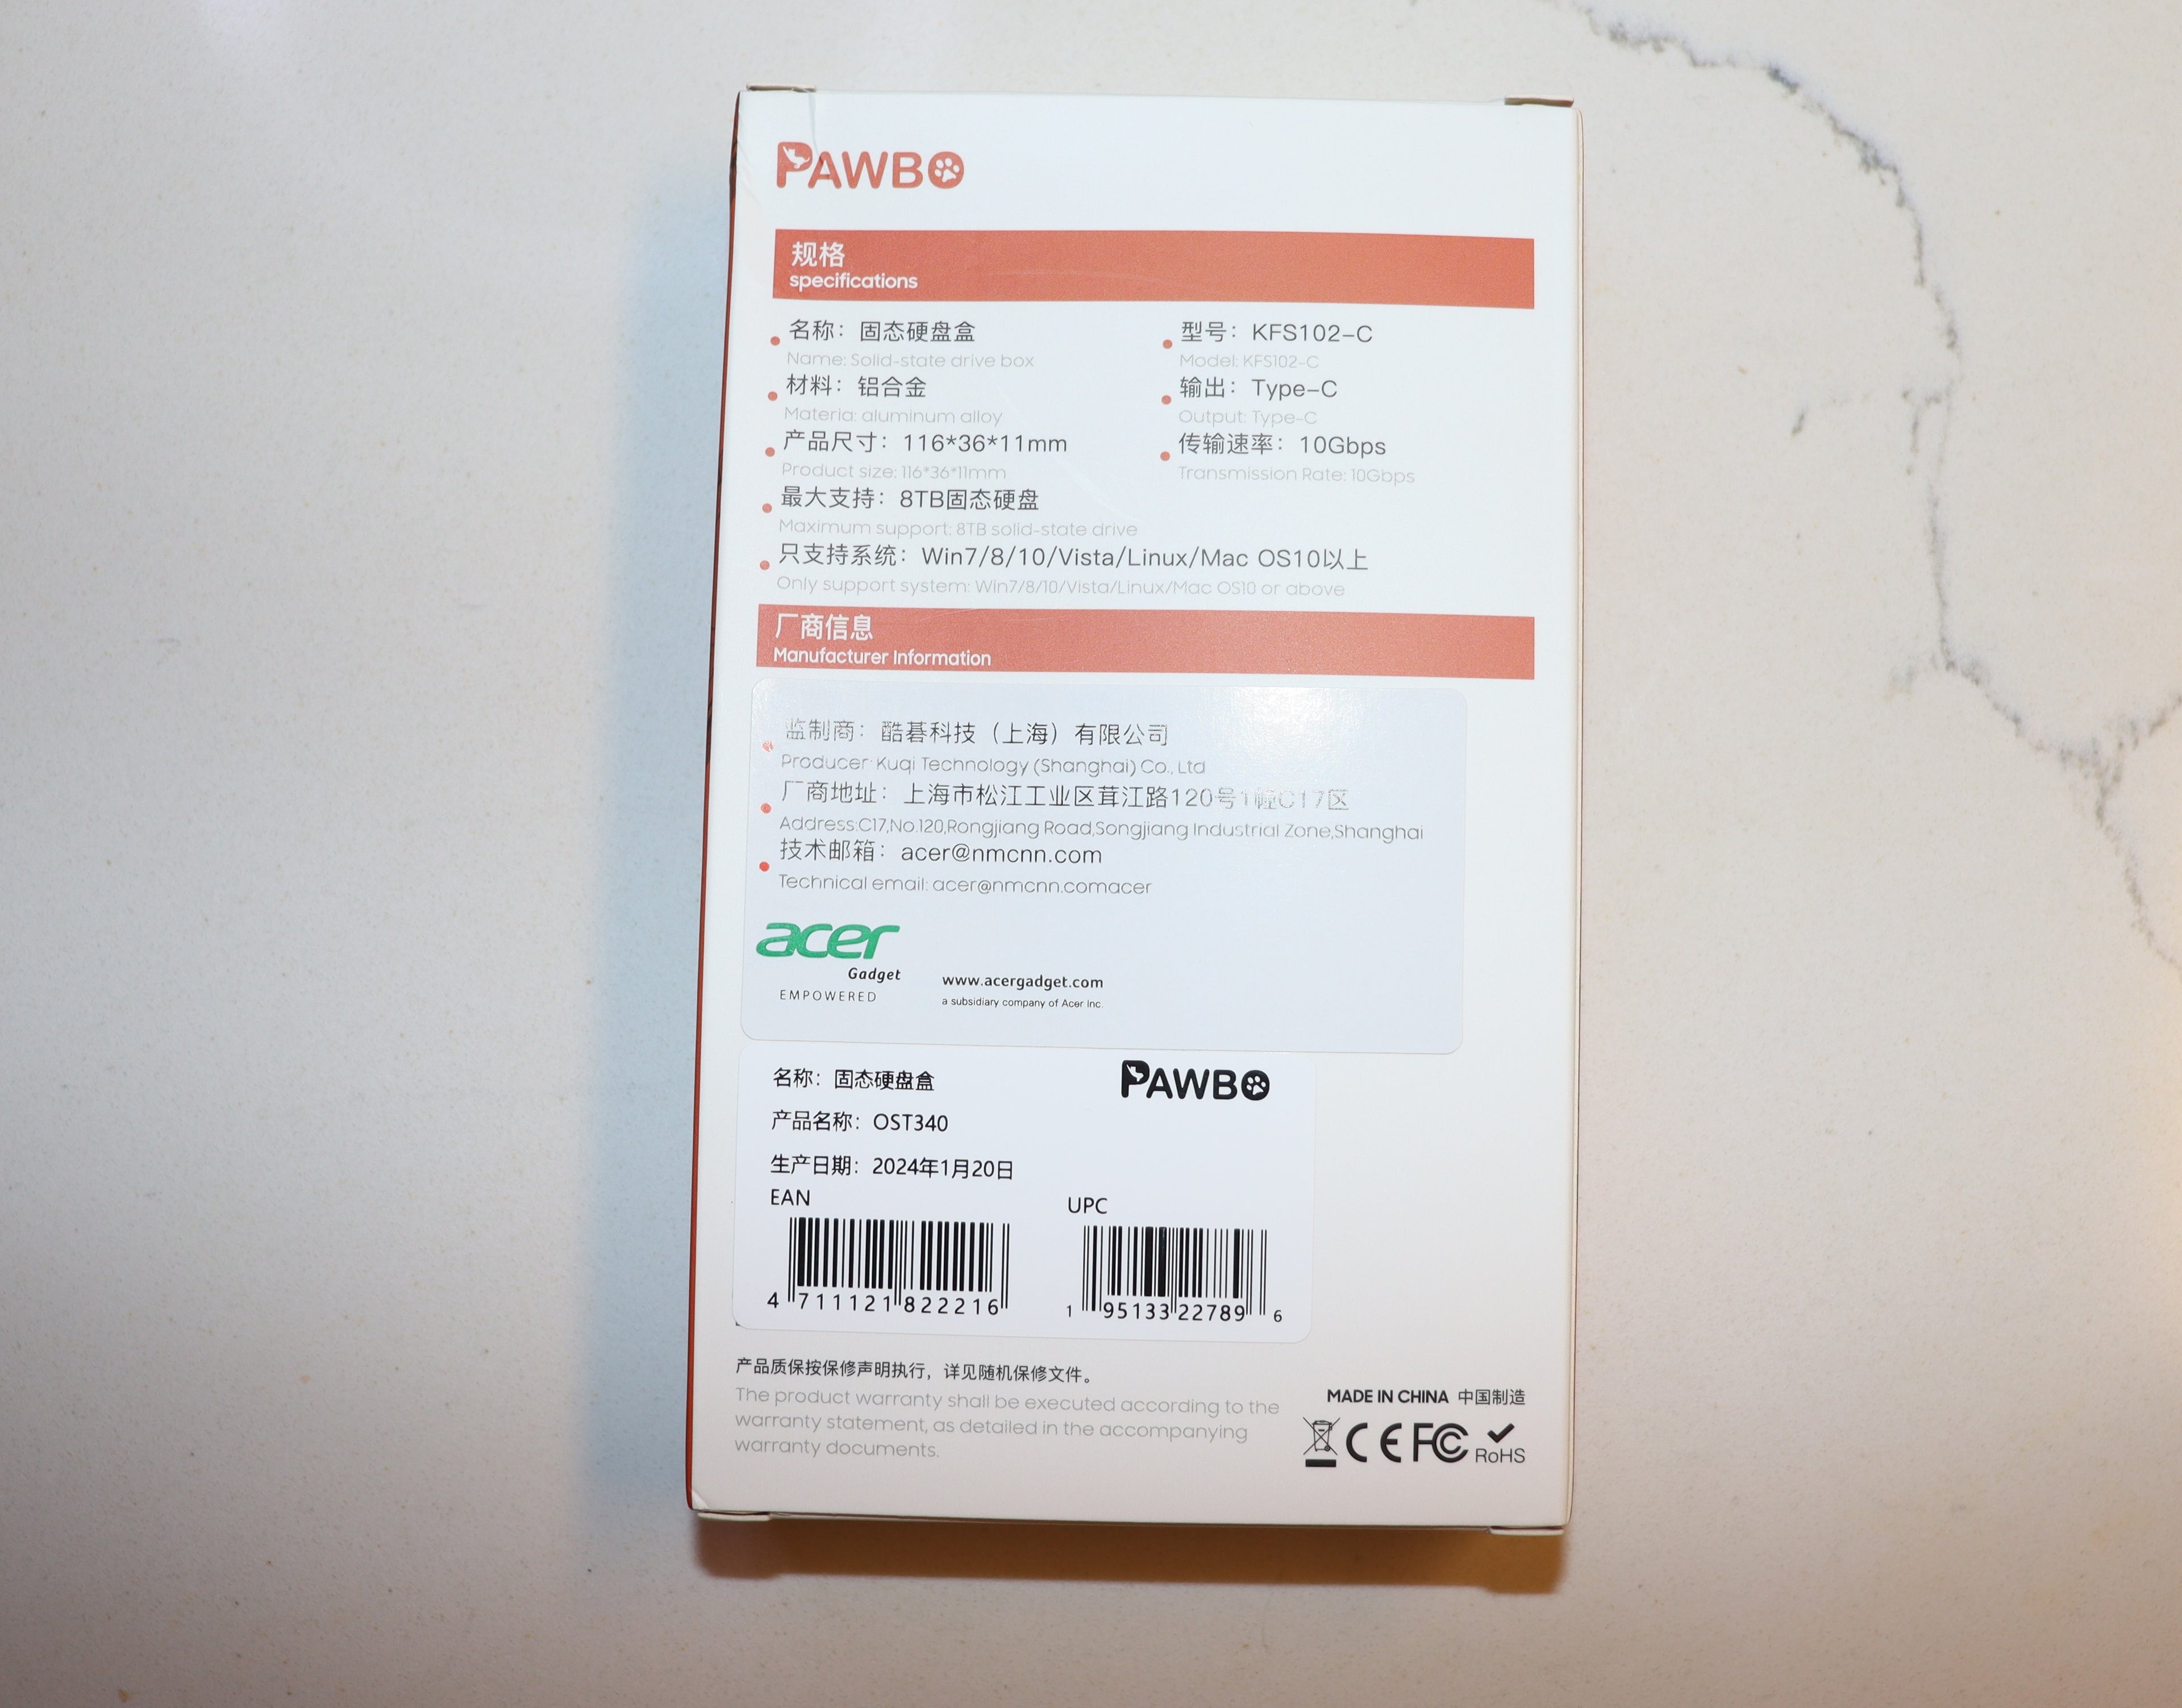 PAWBO
规格
specifications
名称：固态硬盘盒
Name: Solid-state drive box
型号：KFS102-C
Model: KFS102-C
材料：铝合金
Materia: aluminum alloy
输出：Type-C
Output: Type-C
产品尺寸：116*36*11mm
Product size: 116*36*11mm
传输速率：10Gbps
Transmission Rate: 10Gbps
最大支持：8TB固态硬盘
Maximum support: 8TB solid-state drive
只支持系统：Win7/8/10/Vista/Linux/Mac OS10以上
Only support system: Win7/8/10/Vista/Linux/Mac OS10 or above
厂商信息
Manufacturer Information
监制商：酷碁科技（上海）有限公司
Producer: Kuqi Technology (Shanghai) Co., Ltd
厂商地址：上海市松江工业区茸江路120号1幢C17区
Address:C17,No.120,Rongjiang Road,Songjiang Industrial Zone,Shanghai
技术邮箱：acer@nmcnn.com
Technical email: acer@nmcnn.comacer
acer
Gadget
EMPOWERED
www.acergadget.com
a subsidiary company of Acer Inc.
名称：固态硬盘盒
PAWBO
产品名称：OST340
生产日期：2024年1月20日
EAN
UPC
4 711121 822216
1 95133 22789 6
产品质保按保修声明执行，详见随机保修文件。
The product warranty shall be executed according to the
warranty statement, as detailed in the accompanying
warranty documents.
MADE IN CHINA 中国制造
CE FC RoHS